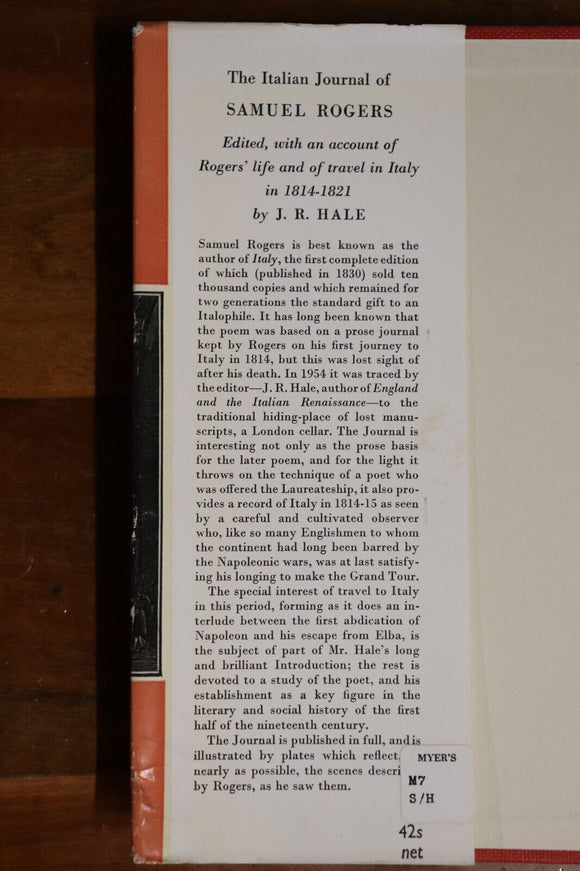 The Italian Journal of
SAMUEL ROGERS
Edited, with an account of
Rogers' life and of travel in Italy
in 1814-1821
by J. R. HALE
Samuel Rogers is best known as the
author of Italy, the first complete edition
of which (published in 1830) sold ten
thousand copies and which remained for
two generations the standard gift to an
Italophile. It has long been known that
the poem was based on a prose journal
kept by Rogers on his first journey to
Italy in 1814, but this was lost sight of
after his death. In 1954 it was traced by
the editor—J. R. Hale, author of England
and the Italian Renaissance—to the
traditional hiding-place of lost manu-
scripts, a London cellar. The Journal is
interesting not only as the prose basis
for the later poem, and for the light it
throws on the technique of a poet who
was offered the Laureateship, it also pro-
vides a record of Italy in 1814-15 as seen
by a careful and cultivated observer
who, like so many Englishmen to whom
the continent had long been barred by
the Napoleonic wars, was at last satisfy-
ing his longing to make the Grand Tour.
The special interest of travel to Italy
in this period, forming as it does an in-
terlude between the first abdication of
Napoleon and his escape from Elba, is
the subject of part of Mr. Hale's long
and brilliant Introduction; the rest is
devoted to a study of the poet, and his
establishment as a key figure in the
literary and social history of the first
half of the nineteenth century.
The Journal is published in full, and is
illustrated by plates which reflect,
nearly as possible, the scenes descri
by Rogers, as he saw them.
MYER'S
M7
S/H
42s
net